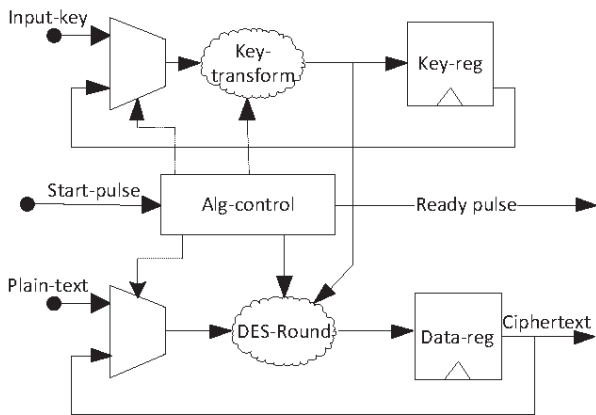 Input-key
Key-
transform
Key-reg
Start-pulse
Alg-control
Ready pulse
Plain-text
DES-Round
Data-reg
Ciphertext